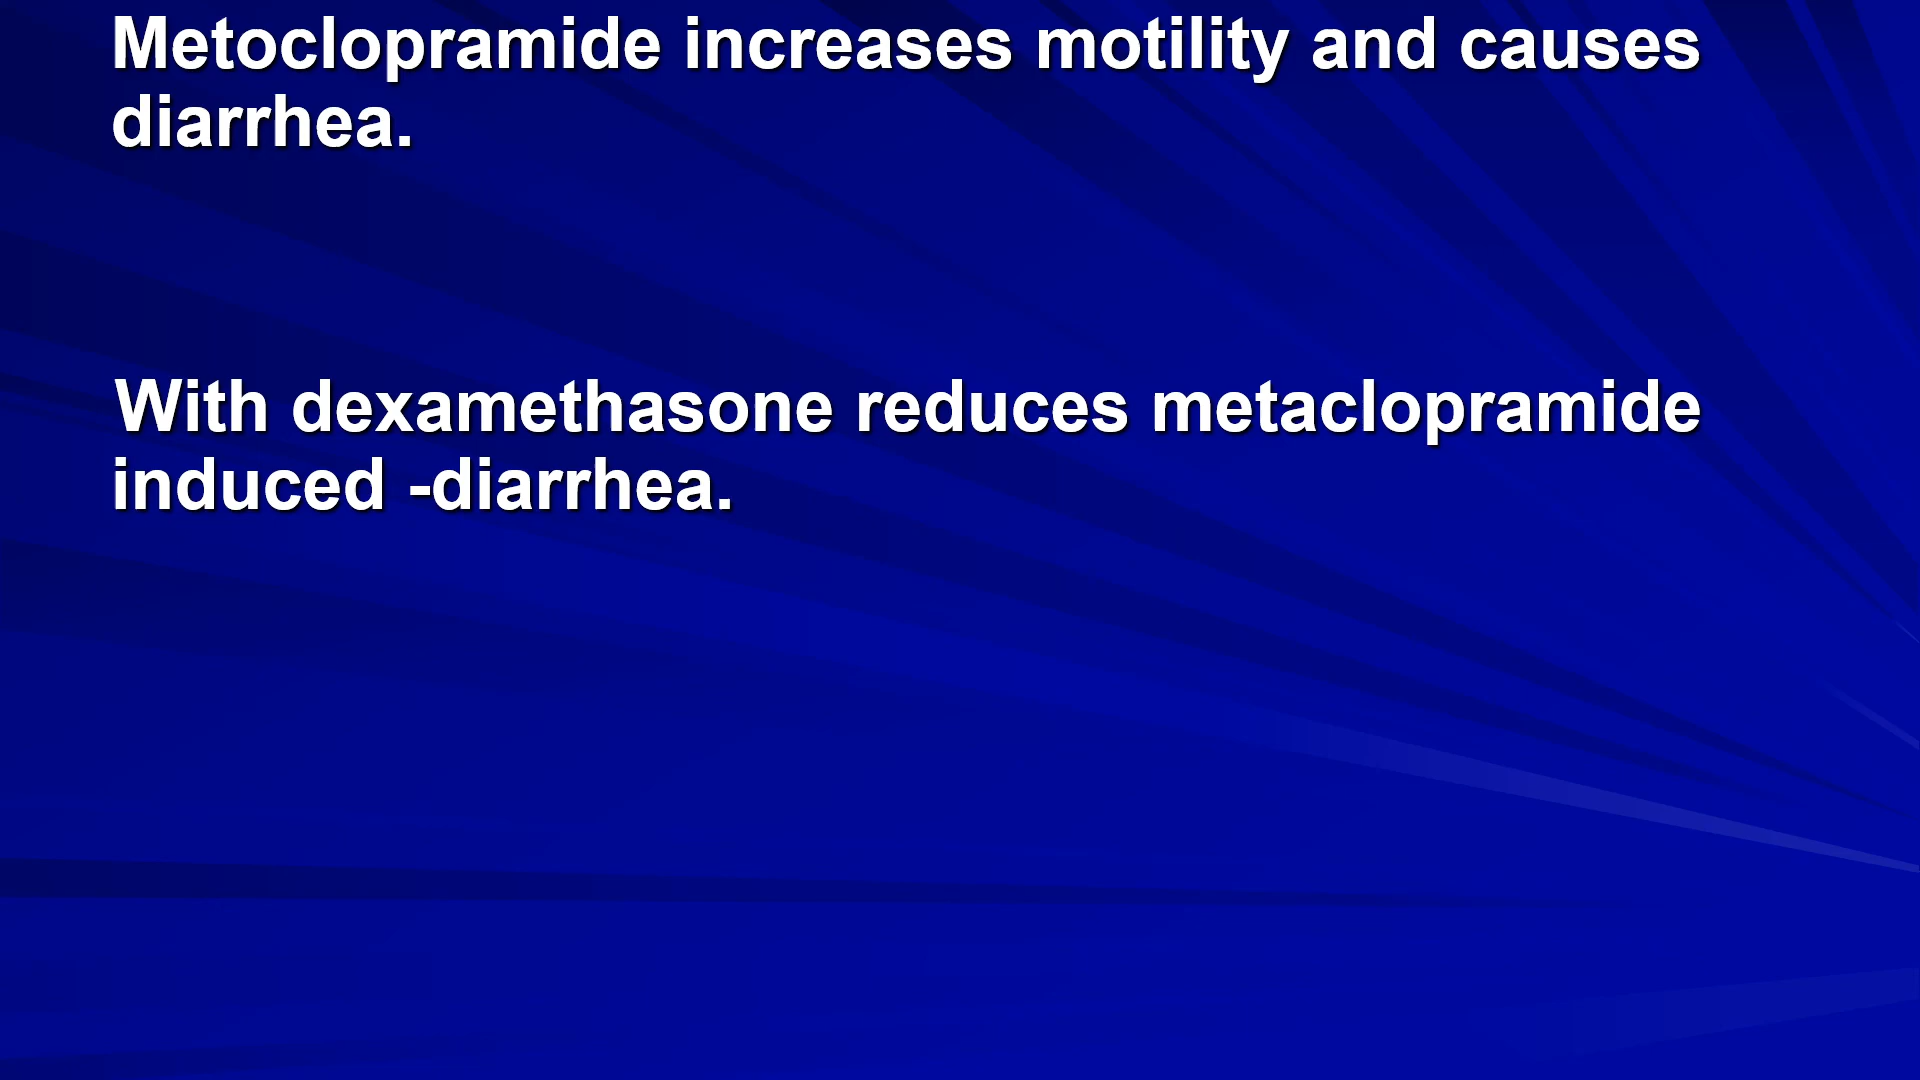 Metoclopramide increases motility and causes
diarrhea.
With dexamethasone reduces metaclopramide
induced -diarrhea.